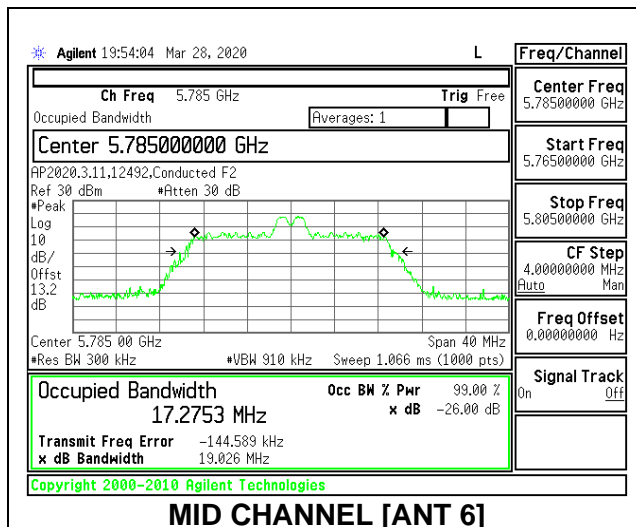 Agilent 19:54:04 Mar 28, 2020 L Freq/Channel
Ch Freq 5.785 GHz Trig Free
Occupied Bandwidth Averages: 1
Center 5.785000000 GHz
AP2020.3.11,12492,Conducted F2
Ref 30 dBm #Atten 30 dB
#Peak
Log
10
dB/
Offst
13.2
dB
Center 5.785 00 GHz Span 40 MHz
#Res BW 300 kHz #VBW 910 kHz Sweep 1.066 ms (1000 pts)
Occupied Bandwidth Occ BW % Pwr 99.00 %
17.2753 MHz x dB -26.00 dB
Transmit Freq Error -144.589 kHz
x dB Bandwidth 19.026 MHz
Copyright 2000-2010 Agilent Technologies
Center Freq
5.78500000 GHz
Start Freq
5.76500000 GHz
Stop Freq
5.80500000 GHz
CF Step
4.00000000 MHz
Auto Man
Freq Offset
0.00000000 Hz
Signal Track
On Off
MID CHANNEL [ANT 6]